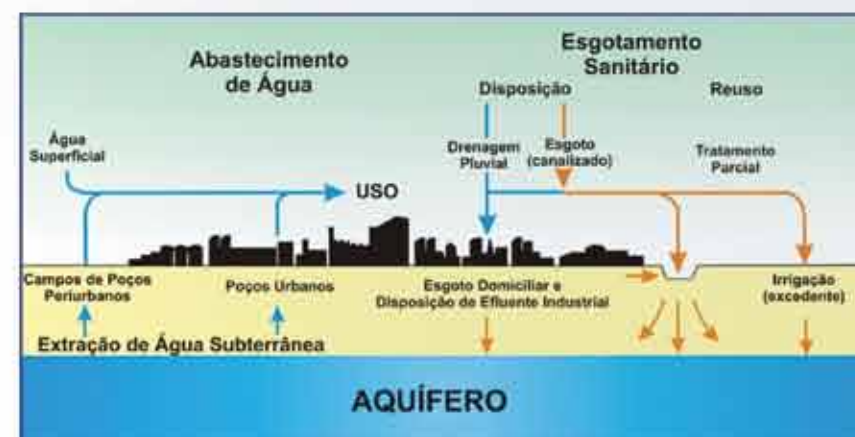 Abastecimento
de Água
Esgotamento
Sanitário
Disposição
Reuso
Água
Superficial
Drenagem
Pluvial
Esgoto
(canalizado)
Tratamento
Parcial
USO
Campos de Poços
Periurbanos
Poços Urbanos
Esgoto Domiciliar e
Disposição de Efluente Industrial
Irrigação
(excedente)
Extração de Água Subterrânea
AQUÍFERO